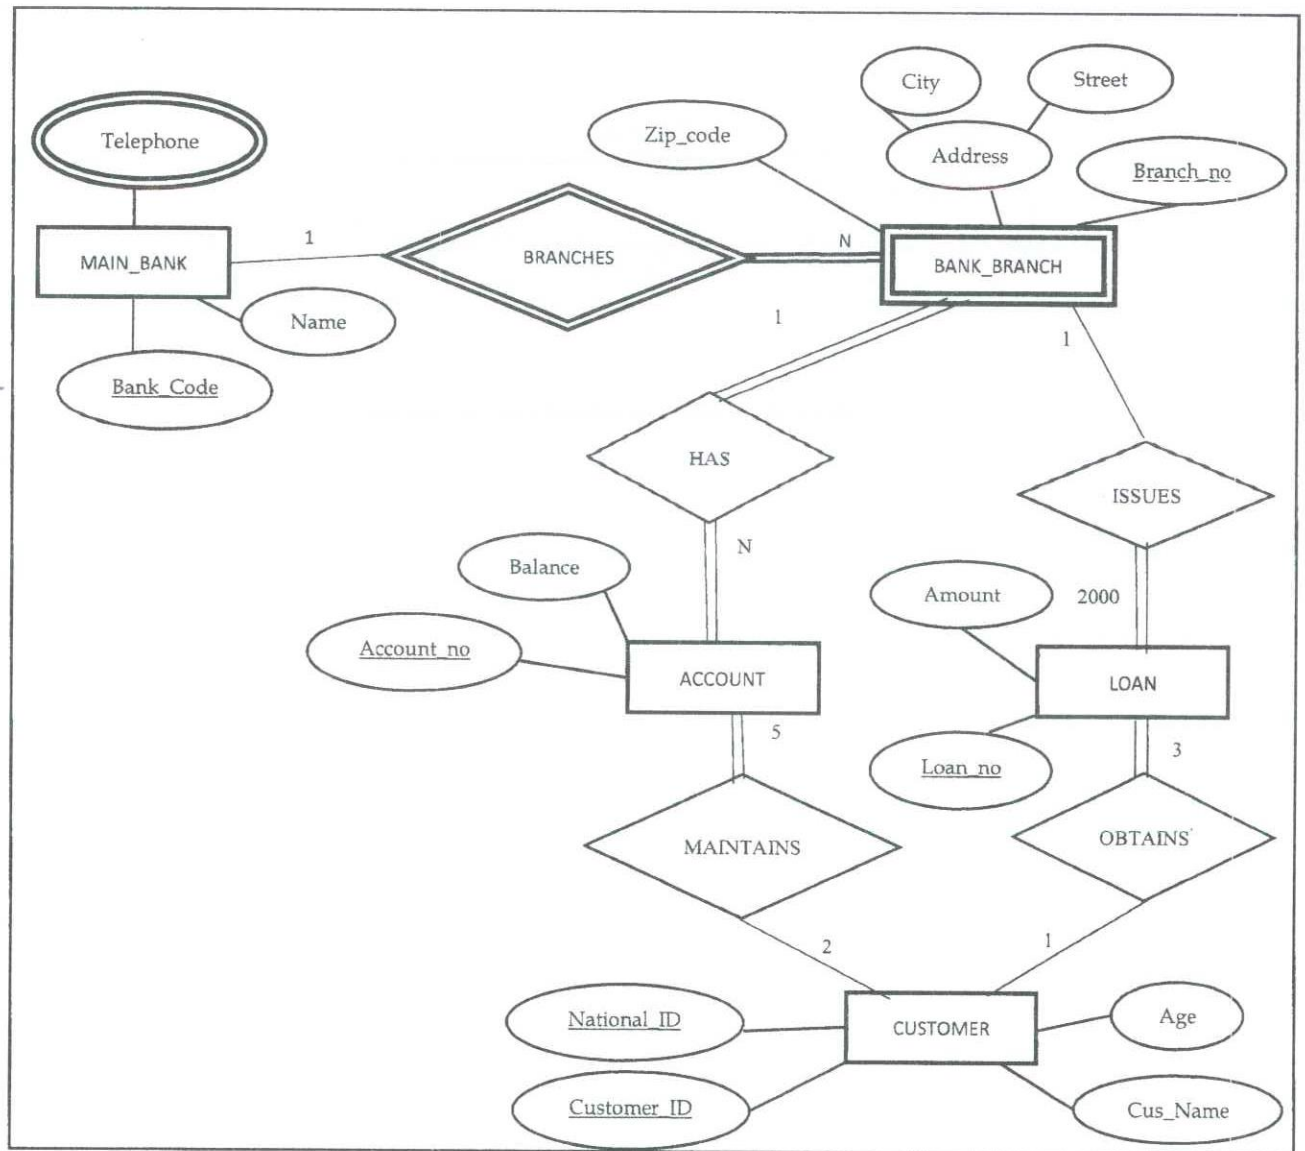 City
Street
Telephone
Zip_code
Address
Branch_no
MAIN_BANK
1
BRANCHES
N
BANK_BRANCH
Name
1
1
Bank_Code
HAS
ISSUES
N
Balance
Amount
2000
Account_no
ACCOUNT
LOAN
5
Loan_no
3
MAINTAINS
OBTAINS
2
1
National_ID
CUSTOMER
Age
Customer_ID
Cus_Name